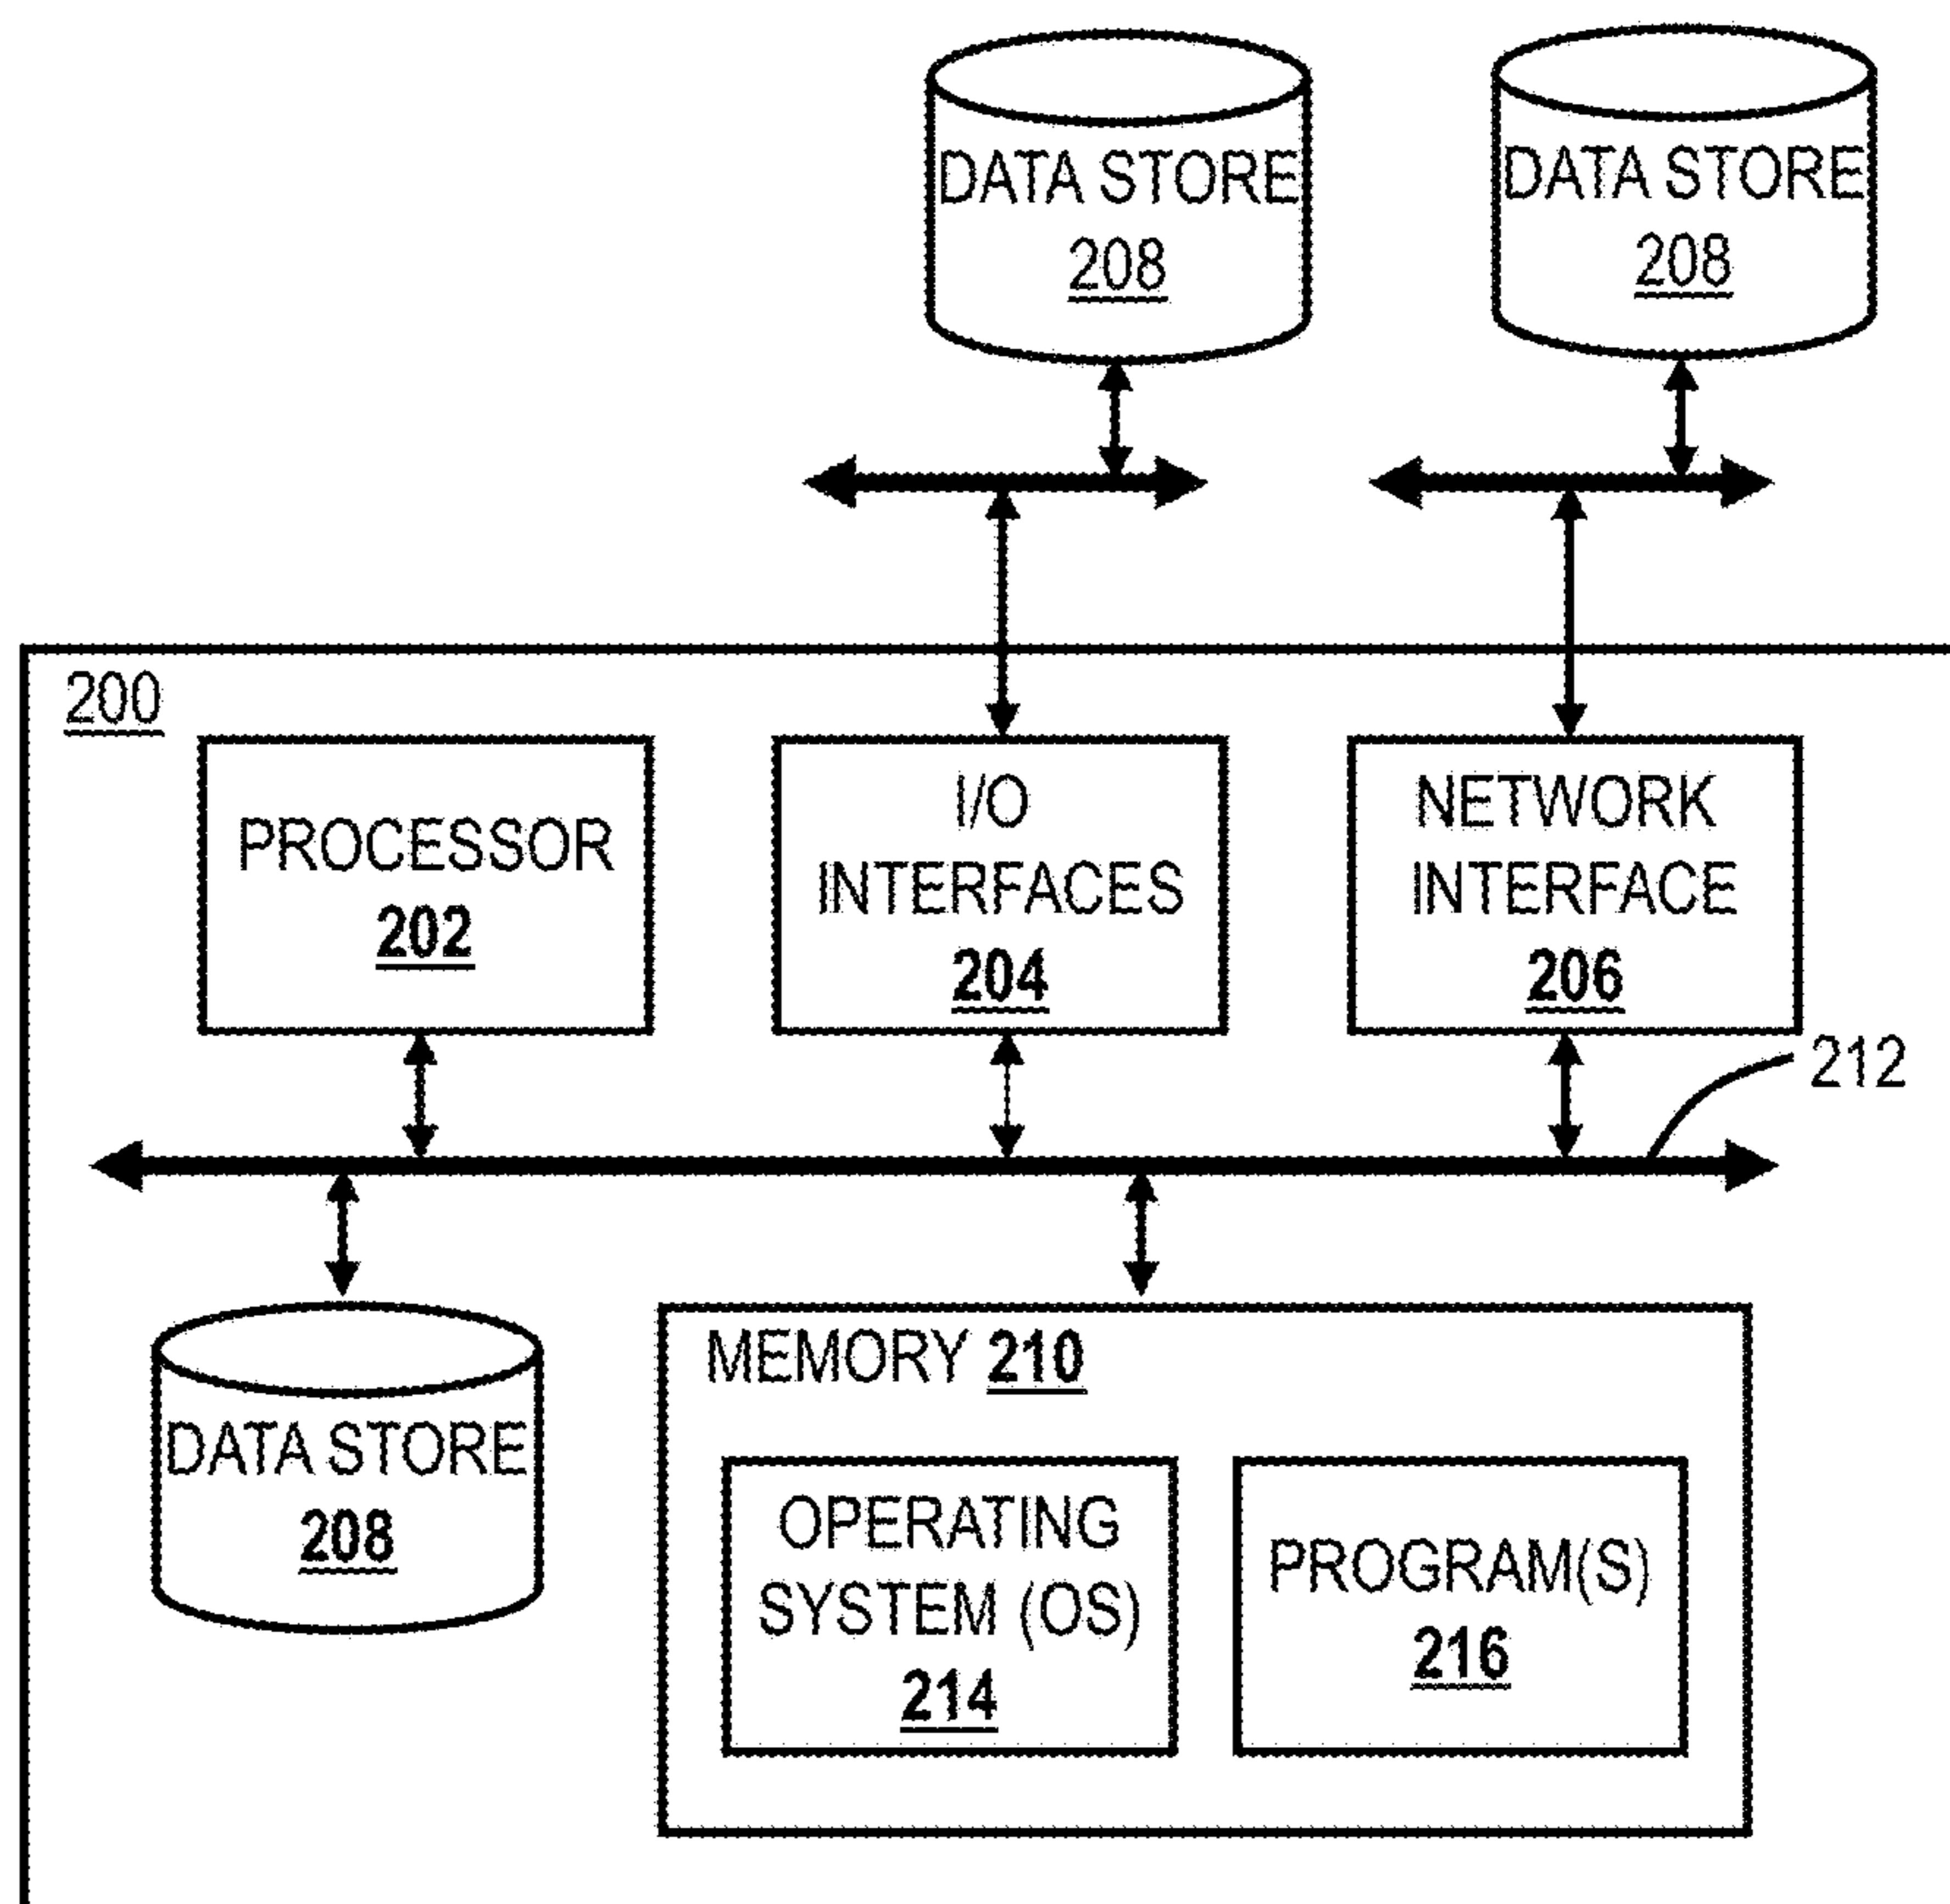 DATA STORE
208
DATA STORE
208
200
PROCESSOR
202
I/O
INTERFACES
204
NETWORK
INTERFACE
206
212
DATA STORE
208
MEMORY 210
OPERATING
SYSTEM (OS)
214
PROGRAM(S)
216